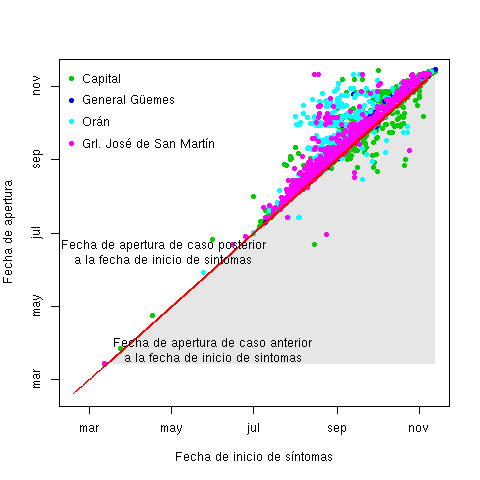 Capital
General Güemes
Orán
Grl. José de San Martín
Fecha de apertura de caso posterior
a la fecha de inicio de sintomas
Fecha de apertura de caso anterior
a la fecha de inicio de sintomas
mar
may
jul
sep
nov
Fecha de apertura
mar
may
jul
sep
nov
Fecha de inicio de síntomas